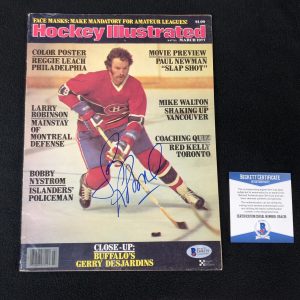 FACE MASKS: MAKE MANDATORY FOR AMATEUR LEAGUES!
$1.00
Hockey Illustrated
MARCH 1977
COLOR POSTER
REGGIE LEACH
PHILADELPHIA
MOVIE PREVIEW
PAUL NEWMAN
"SLAP SHOT"
LARRY
ROBINSON
MAINSTAY
OF
MONTREAL
DEFENSE
MIKE WALTON
SHAKING UP
VANCOUVER
COACHING QUIZ
RED KELLY
TORONTO
BOBBY
NYSTROM
ISLANDERS'
POLICEMAN
CLOSE-UP:
BUFFALO'S
GERRY DESJARDINS
BECKETT CERTIFICATE